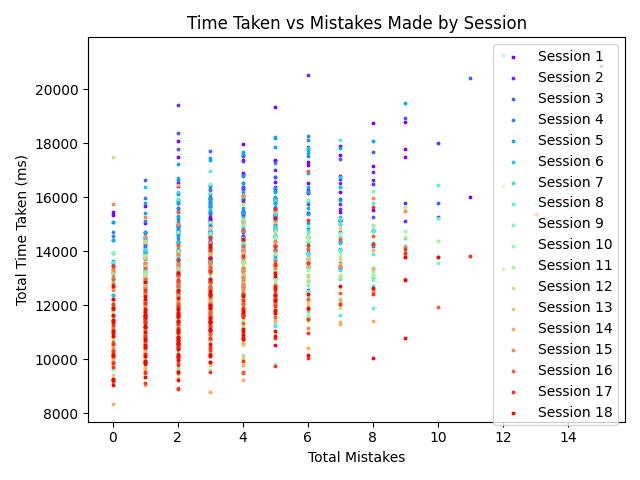 Time Taken vs Mistakes Made by Session
Total Time Taken (ms)
20000
18000
16000
14000
12000
10000
8000
Session 1
Session 2
Session 3
Session 4
Session 5
Session 6
Session 7
Session 8
Session 9
Session 10
Session 11
Session 12
Session 13
Session 14
Session 15
Session 16
Session 17
Session 18
0 2 4 6 8 10 12 14
Total Mistakes